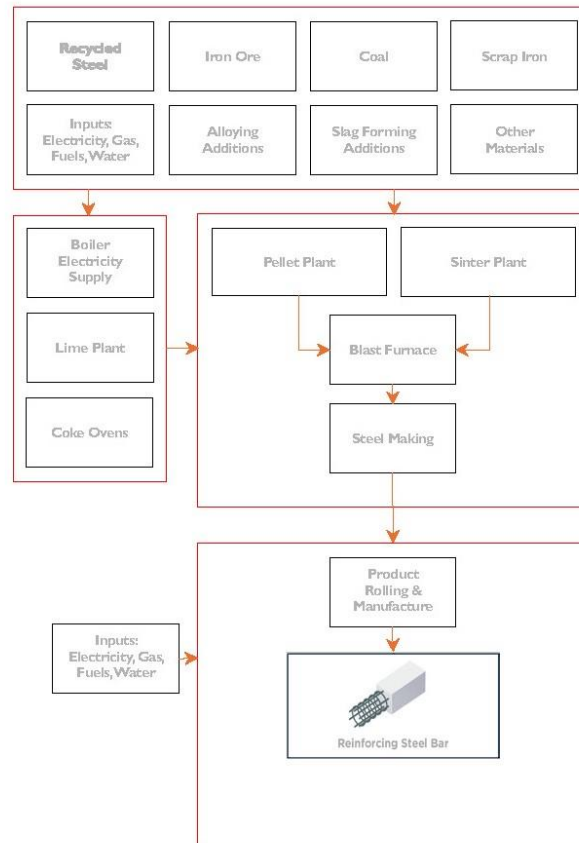 Recycled
Steel
Iron Ore
Coal
Scrap Iron
Inputs:
Electricity, Gas,
Fuels, Water
Alloying
Additions
Slag Forming
Additions
Other
Materials
Boiler
Electricity
Supply
Pellet Plant
Sinter Plant
Lime Plant
Blast Furnace
Coke Ovens
Steel Making
Product
Rolling &
Manufacture
Inputs:
Electricity, Gas,
Fuels, Water
Reinforcing Steel Bar